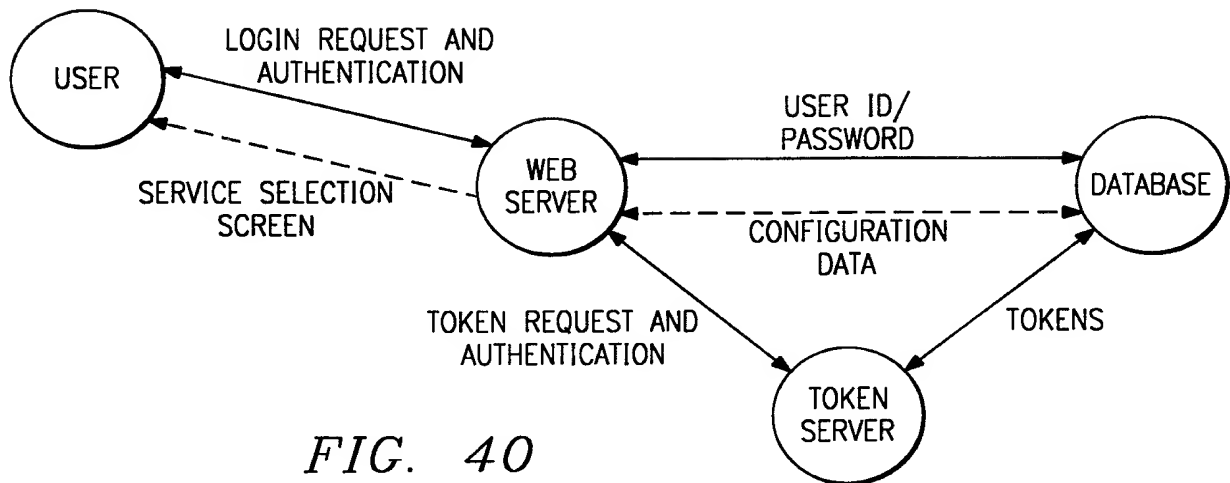 LOGIN REQUEST AND
AUTHENTICATION
USER
USER ID/
PASSWORD
WEB
SERVER
DATABASE
SERVICE SELECTION
SCREEN
CONFIGURATION
DATA
TOKEN REQUEST AND
AUTHENTICATION
TOKENS
TOKEN
SERVER
FIG. 40